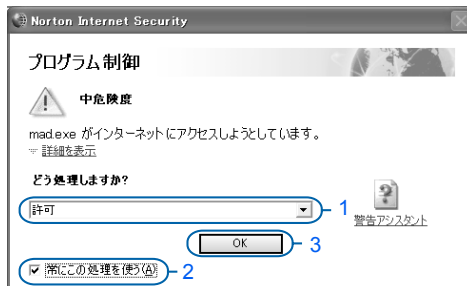 Norton Internet Security
プログラム制御
中危険度
mad.exe がインターネットにアクセスしようとしています。
詳細を表示
どう処理しますか?
許可
1
警告アシスタント
OK
3
常にこの処理を使う(A)
2